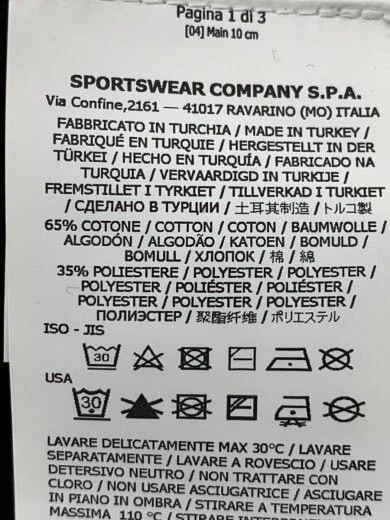 Pagina 1 di 3
[04] Main 10 cm
SPORTSWEAR COMPANY S.P.A.
Via Confine,2161 — 41017 RAVARINO (MO) ITALIA
FABBRICATO IN TURCHIA / MADE IN TURKEY /
FABRIQUÉ EN TURQUIE / HERGESTELLT IN DER
TÜRKEI / HECHO EN TURQUÍA / FABRICADO NA
TURQUIA / VERVAARDIGD IN TURKIJE /
FREMSTILLET I TYRKIET / TILLVERKAD I TURKIET
/ СДЕЛАНО В ТУРЦИИ / 土耳其制造 / トルコ製
65% COTONE / COTTON / COTON / BAUMWOLLE /
ALGODÓN / ALGODÃO / KATOEN / BOMULD /
BOMULL / ХЛОПОК / 棉 / 綿
35% POLIESTERE / POLYESTER / POLYESTER /
POLYESTER / POLIÉSTER / POLIÉSTER /
POLYESTER / POLYESTER / POLYESTER /
ПОЛИЭСТЕР / 聚酯纤维 / ポリエステル
ISO - JIS
30
USA
30
LAVARE DELICATAMENTE MAX 30°C / LAVARE
SEPARATAMENTE / LAVARE A ROVESCIO / USARE
DETERSIVO NEUTRO / NON TRATTARE CON
CLORO / NON USARE ASCIUGATRICE / ASCIUGARE
IN PIANO IN OMBRA / STIRARE A TEMPERATURA
MASSIMA 110 °C / STIRARE